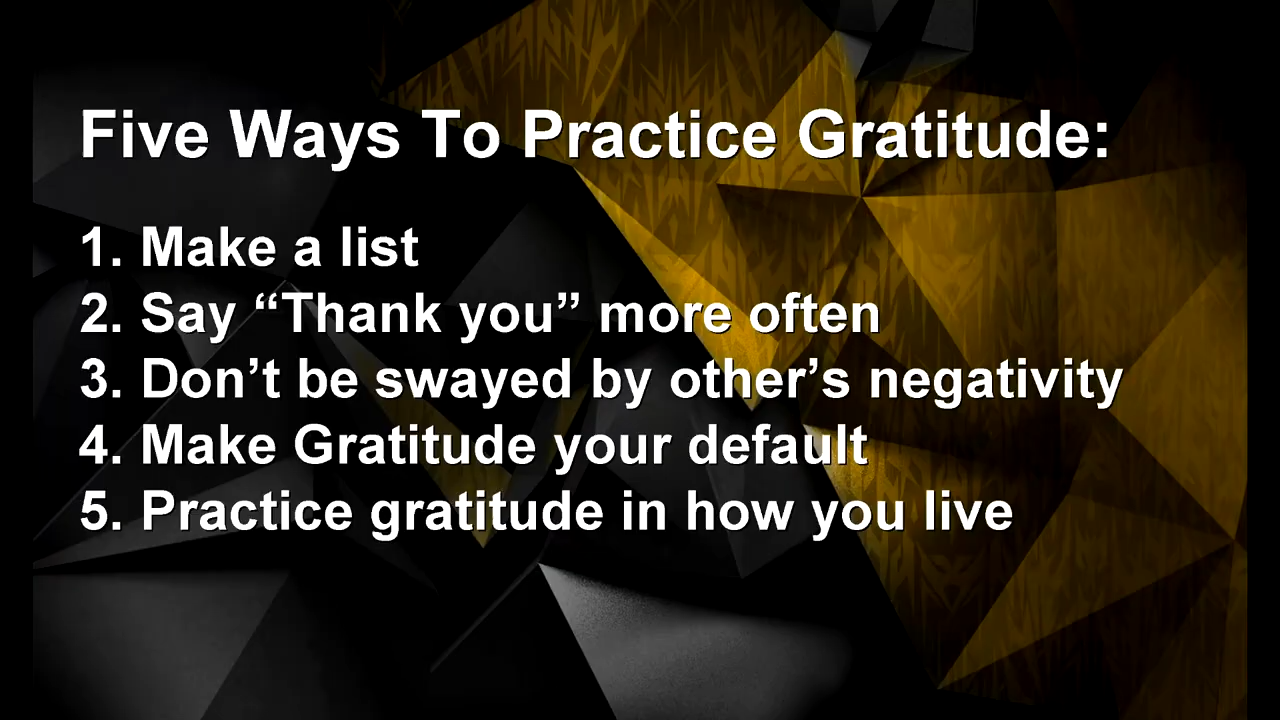 Five Ways To Practice Gratitude:
1. Make a list
2. Say “Thank you” more often
3. Don’t be swayed by other’s negativity
4. Make Gratitude your default
5. Practice gratitude in how you live